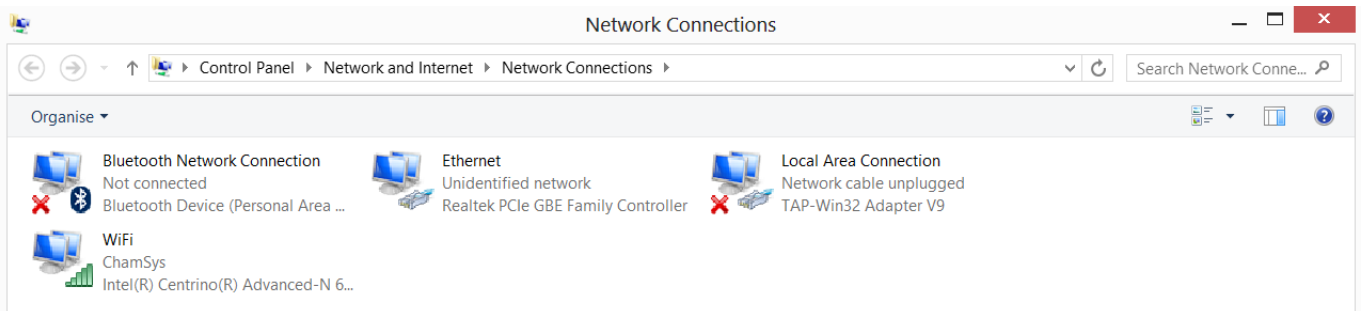 Network Connections
Control Panel Network and Internet Network Connections
Search Network Conne...
Organise
Bluetooth Network Connection
Not connected
Bluetooth Device (Personal Area ...
Ethernet
Unidentified network
Realtek PCIe GBE Family Controller
Local Area Connection
Network cable unplugged
TAP-Win32 Adapter V9
WiFi
ChamSys
Intel(R) Centrino(R) Advanced-N 6...